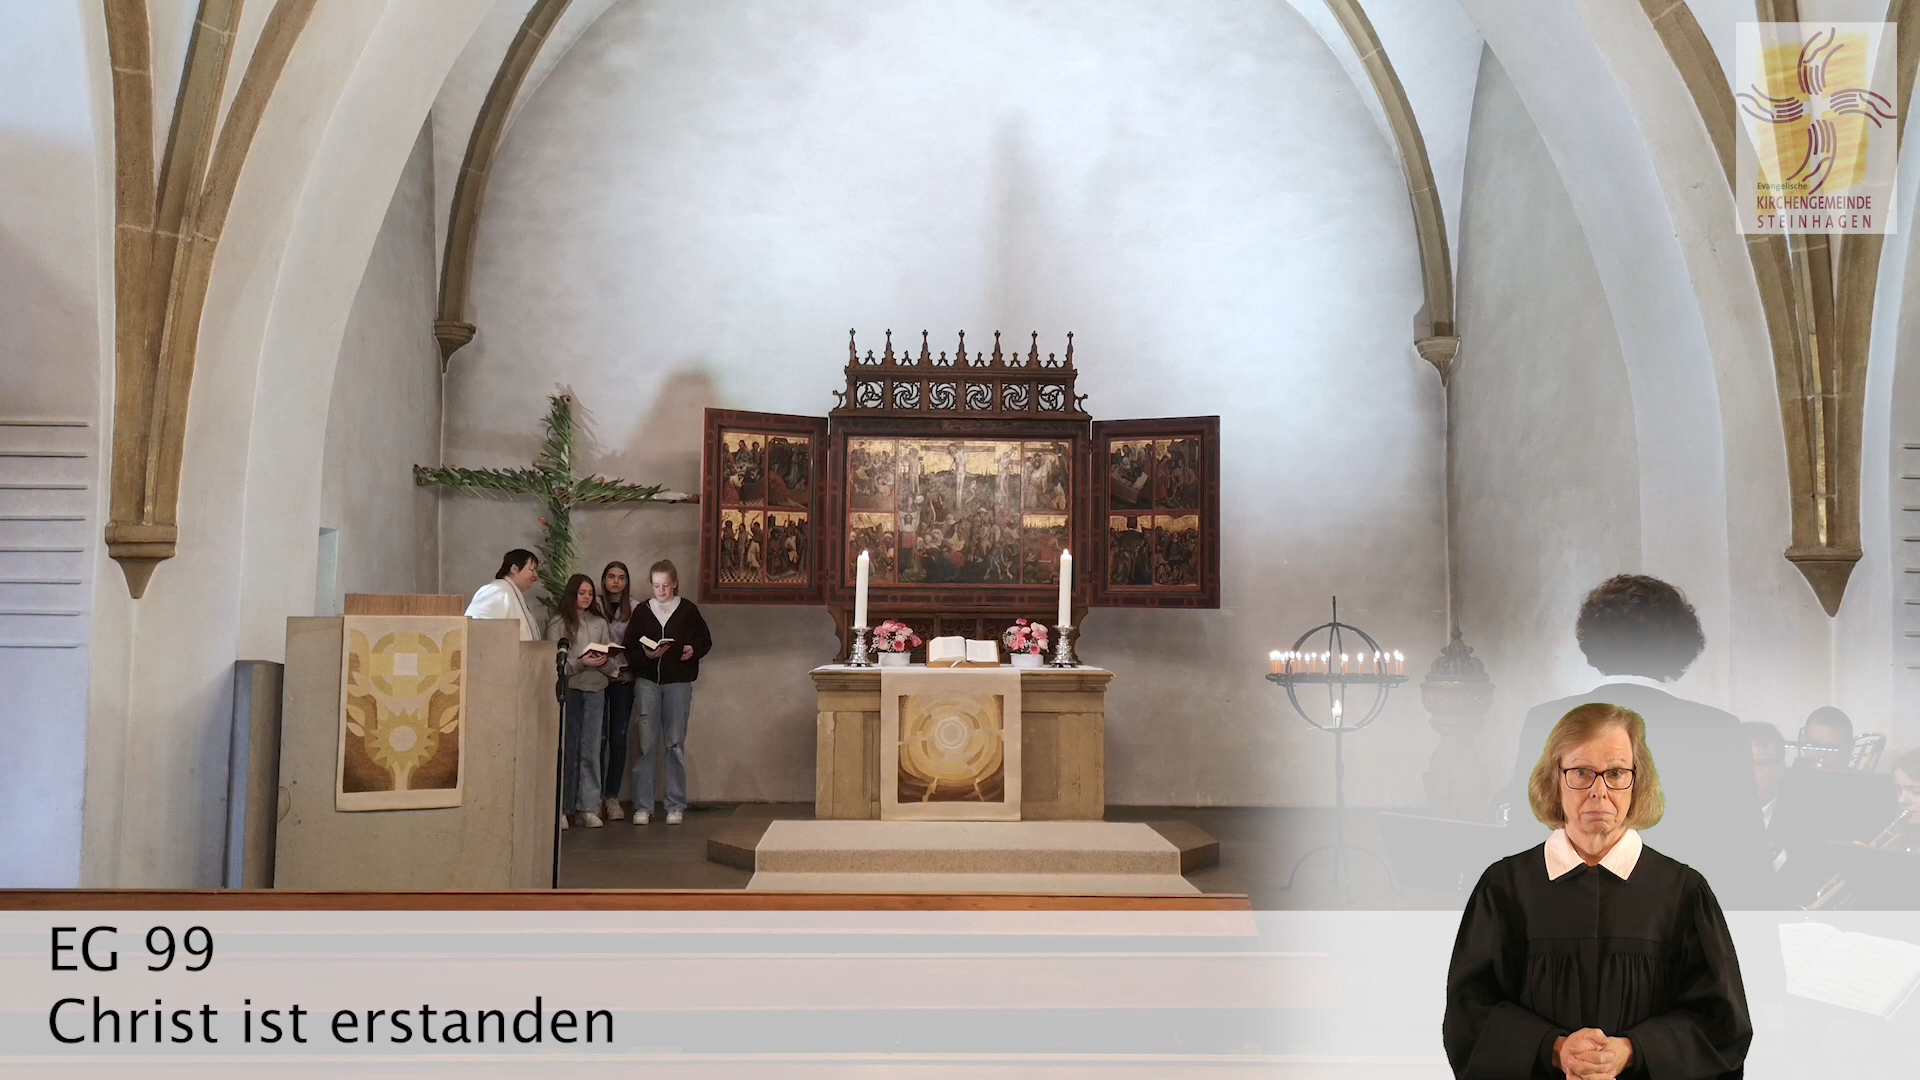 Evangelische
KIRCHENGEMEINDE
STEINHAGEN
EG 99
Christ ist erstanden